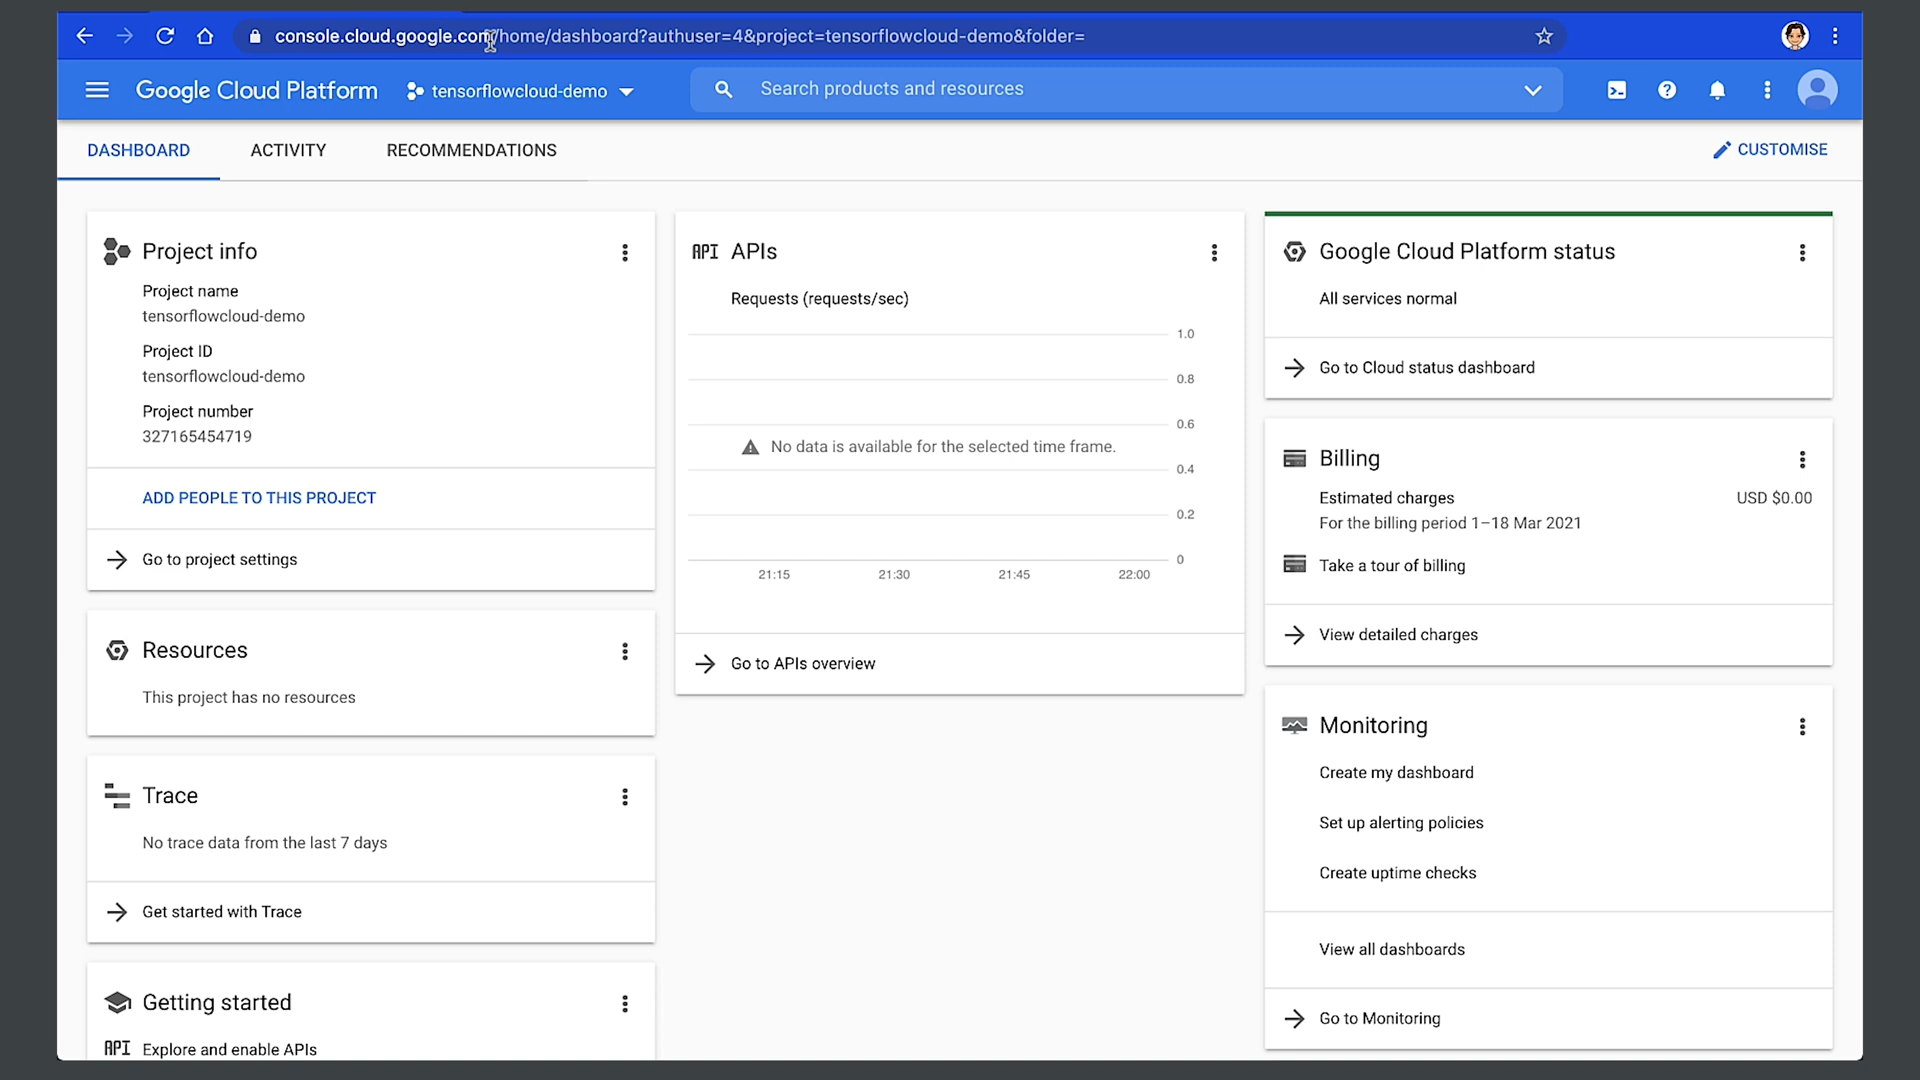 console.cloud.google.com/home/dashboard?authuser=4&project=tensorflowcloud-demo&folder=
Google Cloud Platform
tensorflowcloud-demo
Search products and resources
DASHBOARD
ACTIVITY
RECOMMENDATIONS
CUSTOMISE
Project info
Project name
tensorflowcloud-demo
Project ID
tensorflowcloud-demo
Project number
327165454719
ADD PEOPLE TO THIS PROJECT
Go to project settings
Resources
This project has no resources
Trace
No trace data from the last 7 days
Get started with Trace
Getting started
API Explore and enable APIs
API APIs
Requests (requests/sec)
1.0
0.8
0.6
No data is available for the selected time frame.
0.4
0.2
0
21:15 21:30 21:45 22:00
Go to APIs overview
Google Cloud Platform status
All services normal
Go to Cloud status dashboard
Billing
Estimated charges USD $0.00
For the billing period 1–18 Mar 2021
Take a tour of billing
View detailed charges
Monitoring
Create my dashboard
Set up alerting policies
Create uptime checks
View all dashboards
Go to Monitoring